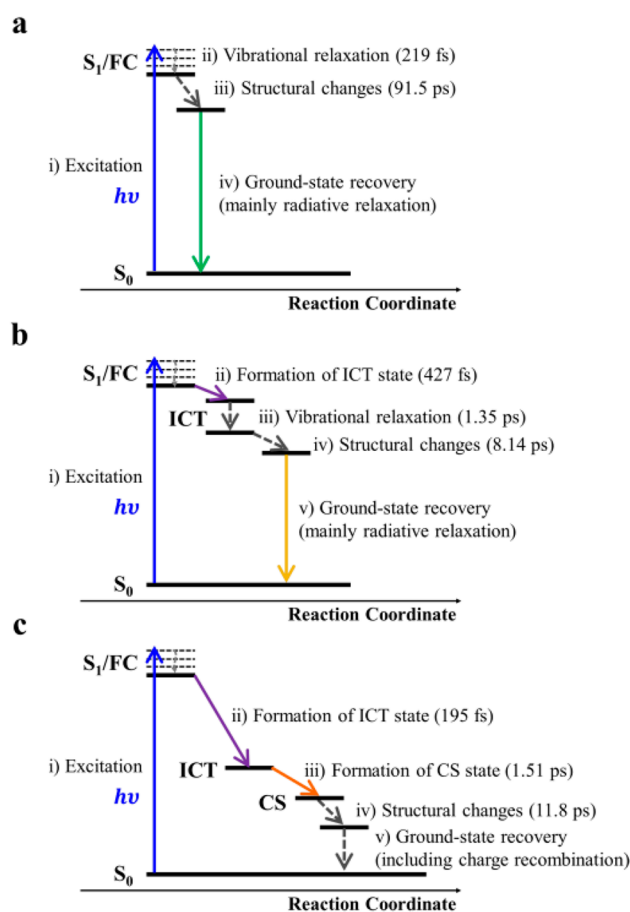 a
S₁/FC
ii) Vibrational relaxation (219 fs)
iii) Structural changes (91.5 ps)
i) Excitation
hυ
iv) Ground-state recovery
(mainly radiative relaxation)
S₀
Reaction Coordinate
b
S₁/FC
ii) Formation of ICT state (427 fs)
ICT
iii) Vibrational relaxation (1.35 ps)
iv) Structural changes (8.14 ps)
i) Excitation
hυ
v) Ground-state recovery
(mainly radiative relaxation)
S₀
Reaction Coordinate
c
S₁/FC
ii) Formation of ICT state (195 fs)
i) Excitation
hυ
ICT
iii) Formation of CS state (1.51 ps)
CS
iv) Structural changes (11.8 ps)
v) Ground-state recovery
(including charge recombination)
S₀
Reaction Coordinate